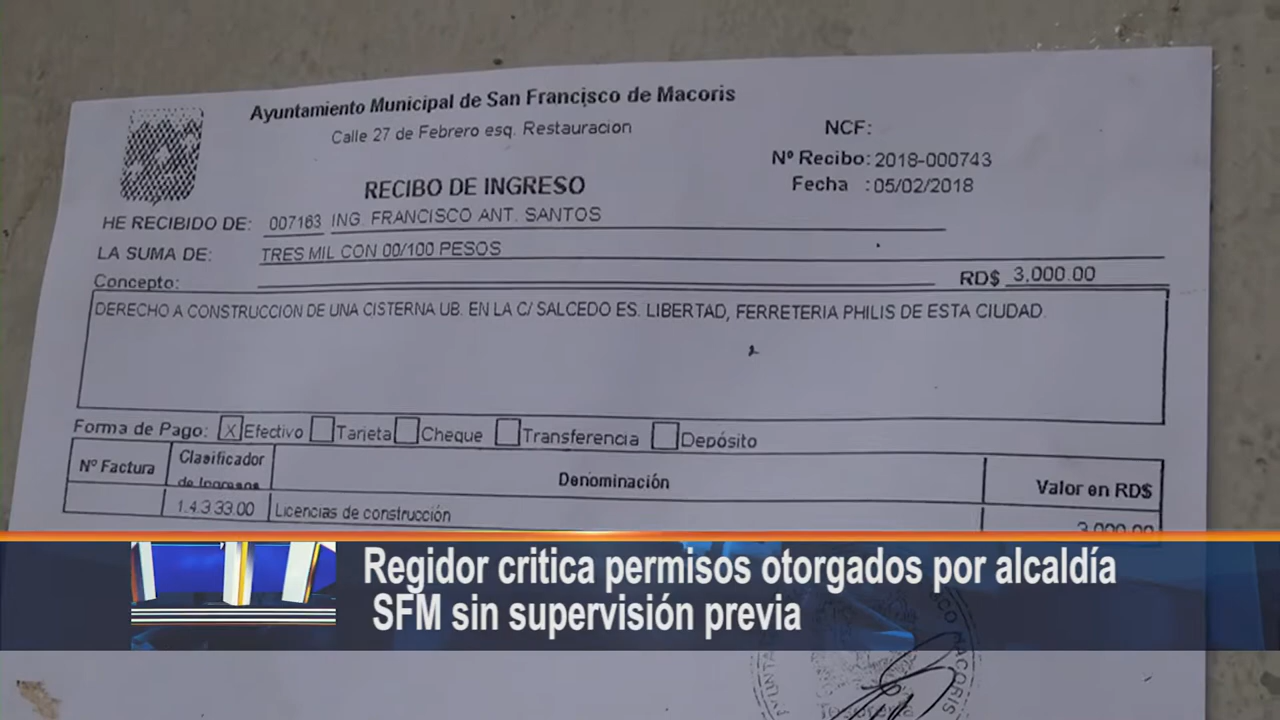 Ayuntamiento Municipal de San Francisco de Macoris
Calle 27 de Febrero esq. Restauracion
NCF:
Nº Recibo: 2018-000743
Fecha : 05/02/2018
RECIBO DE INGRESO
HE RECIBIDO DE: 007163 ING. FRANCISCO ANT. SANTOS
LA SUMA DE: TRES MIL CON 00/100 PESOS
Concepto: RD$ 3,000.00
DERECHO A CONSTRUCCION DE UNA CISTERNA UB. EN LA C/ SALCEDO ES. LIBERTAD, FERRETERIA PHILIS DE ESTA CIUDAD.
Forma de Pago: X Efectivo Tarjeta Cheque Transferencia Depósito
Nº Factura Clasificador de Ingresos Denominación Valor en RD$
1.4.3.33.00 Licencias de construcción 3,000.00
Regidor critica permisos otorgados por alcaldía
SFM sin supervisión previa
MACORIS